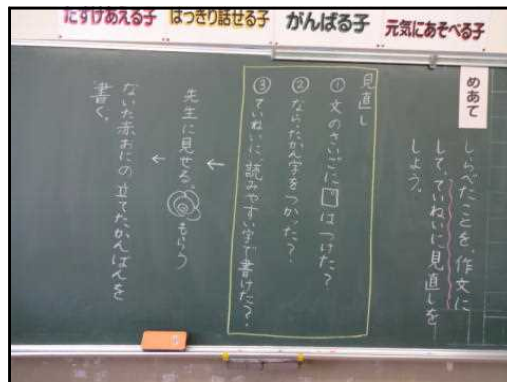 たすけあえる子
はっきり話せる子
がんばる子
元気にあそべる子
めあて
しらべたことを、作文に
して、ていねいに見直しを
しよう。
見直し
① 文のさいごに。はつけた?
② ならったかん字をつかった?
③ ていねいに、読みやすい字で書けた?
先生に見せる。もらう
ないた赤おにの立てたかんばんを
書く。